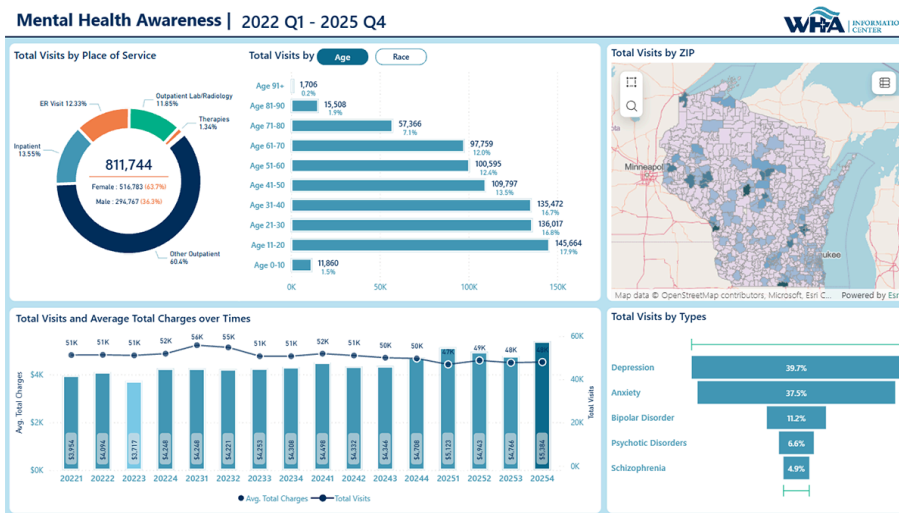 Mental Health Awareness | 2022 Q1 - 2025 Q4
WHA | INFORMATION CENTER
Total Visits by Place of Service
ER Visit 12.33%
Outpatient Lab/Radiology
11.85%
Therapies
1.34%
Inpatient
13.55%
811,744
Female : 516,783 (63.7%)
Male : 294,767 (36.3%)
Other Outpatient
60.4%
Total Visits by Age Race
Age 91+ 1,706
0.2%
Age 81-90 15,508
1.9%
Age 71-80 57,366
7.1%
Age 61-70 97,759
12.0%
Age 51-60 100,595
12.4%
Age 41-50 109,797
13.5%
Age 31-40 135,472
16.7%
Age 21-30 136,017
16.8%
Age 11-20 145,664
17.9%
Age 0-10 11,860
1.5%
0K 50K 100K 150K
Total Visits by ZIP
Minneapol
ukee
Map data © OpenStreetMap contributors, Microsoft, Esri C... Powered by Esri
Total Visits and Average Total Charges over Times
51K 51K 51K 52K 56K 55K 51K 51K 52K 51K 50K 50K 47K 49K 48K
60K
40K
20K
0K
Total Visits
Avg. Total Charges
$4K
$2K
$0K
$3,954 $4,094 $3,717 $4,248 $4,248 $4,221 $4,253 $4,308 $4,498 $4,332 $4,346 $4,708 $5,123 $4,943 $4,766 $5,384
20221 20222 20223 20224 20231 20232 20233 20234 20241 20242 20243 20244 20251 20252 20253 20254
Avg. Total Charges Total Visits
Total Visits by Types
Depression 39.7%
Anxiety 37.5%
Bipolar Disorder 11.2%
Psychotic Disorders 6.6%
Schizophrenia 4.9%